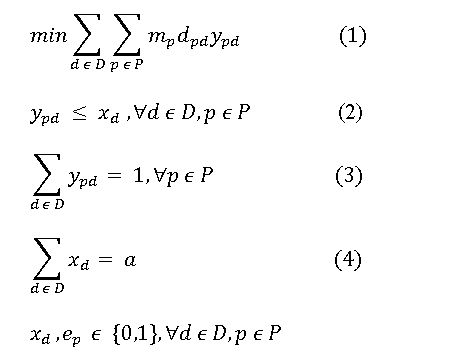 min ∑_{d ϵ D} ∑_{p ϵ P} m_p d_{pd} y_{pd} (1)
y_{pd} ≤ x_d ,∀d ϵ D, p ϵ P (2)
∑_{d ϵ D} y_{pd} = 1, ∀p ϵ P (3)
∑_{d ϵ D} x_d = a (4)
x_d , e_p ϵ {0,1}, ∀d ϵ D, p ϵ P